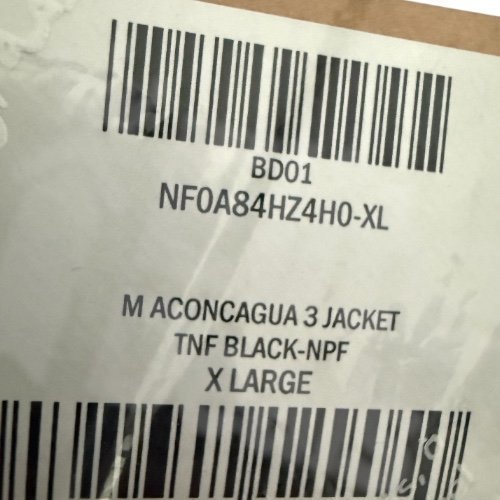 BD01
NF0A84HZ4H0-XL
M ACONCAGUA 3 JACKET
TNF BLACK-NPF
X LARGE